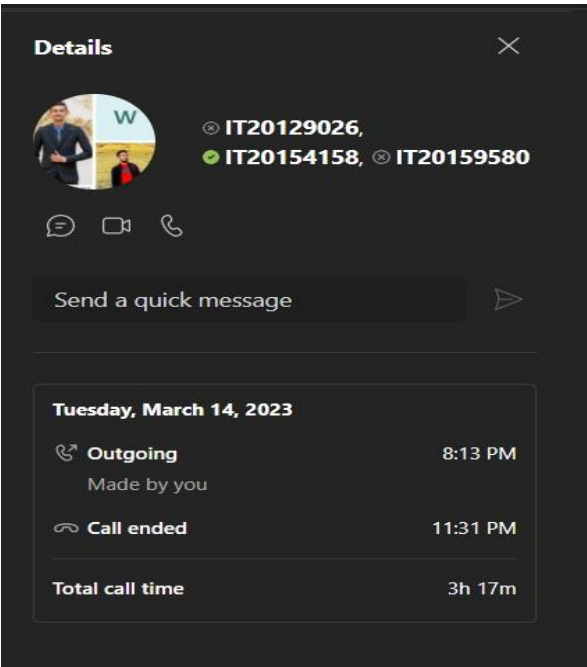 Details
W
IT20129026,
IT20154158, IT20159580
Send a quick message
Tuesday, March 14, 2023
Outgoing 8:13 PM
Made by you
Call ended 11:31 PM
Total call time 3h 17m